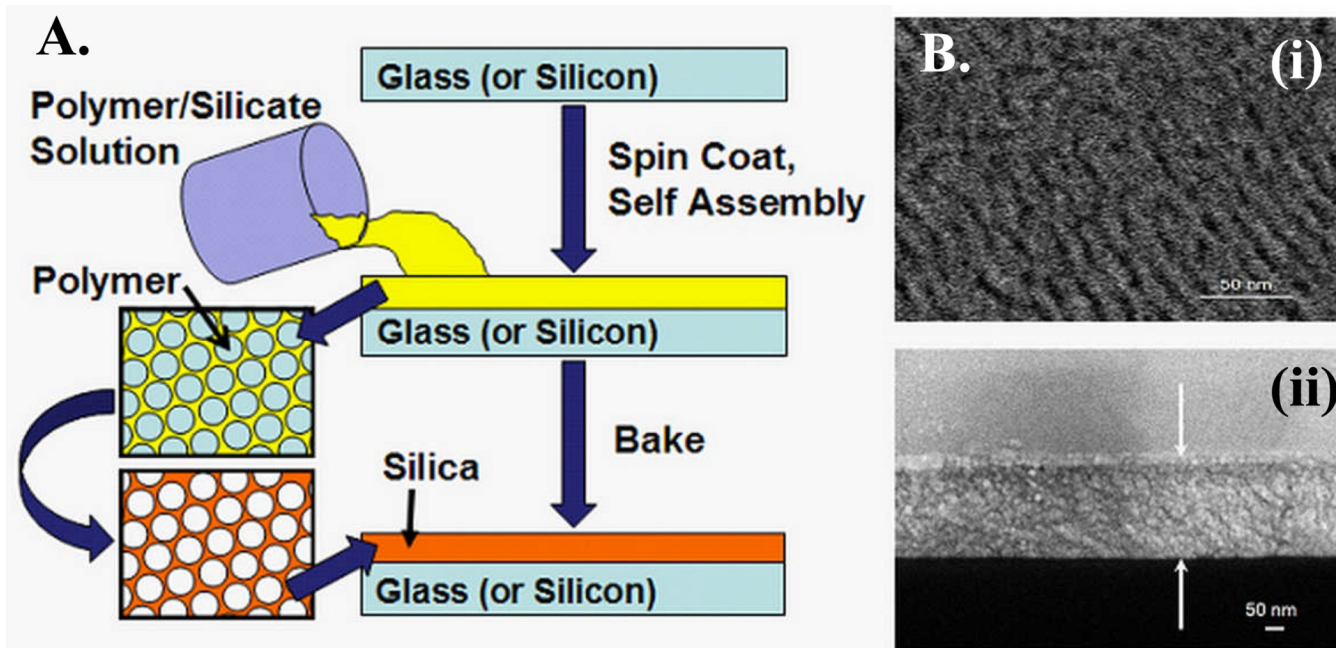 A.
Glass (or Silicon)
Polymer/Silicate
Solution
Spin Coat,
Self Assembly
Polymer
Glass (or Silicon)
Bake
Silica
Glass (or Silicon)
B.
(i)
50 nm
(ii)
50 nm